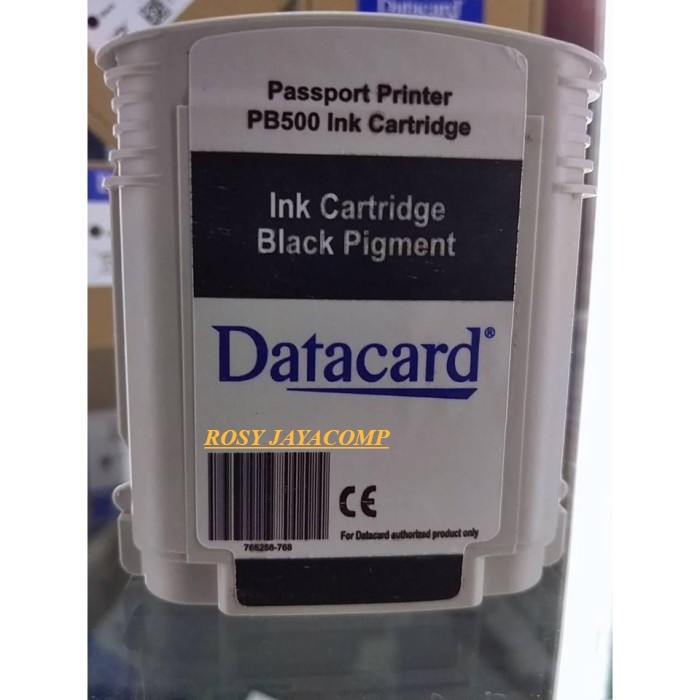 Datacard
Passport Printer
PB500 Ink Cartridge
Ink Cartridge
Black Pigment
Datacard®
ROSY JAYACOMP
CE
For Datacard authorized product only
765256-768